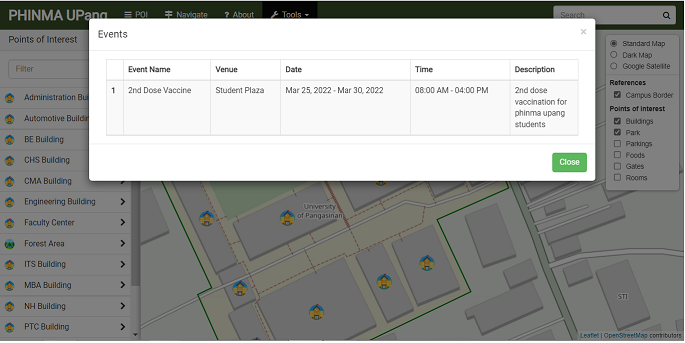 PHINMA UPang
POI
Navigate
? About
Tools
Search
Points of Interest
Filter
Administration Bui
Automotive Building
BE Building
CHS Building
CMA Building
Engineering Building
Faculty Center
Forest Area
ITS Building
MBA Building
NH Building
PTC Building
Events
×
Event Name Venue Date Time Description
1 2nd Dose Vaccine Student Plaza Mar 25, 2022 - Mar 30, 2022 08:00 AM - 04:00 PM 2nd dose
vaccination for
phinma upang
students
Close
Standard Map
Dark Map
Google Satellite
References
Campus Border
Points of Interest
Buildings
Park
Parkings
Foods
Gates
Rooms
University
of Pangasinan
STI
Leaflet | OpenStreetMap contributors